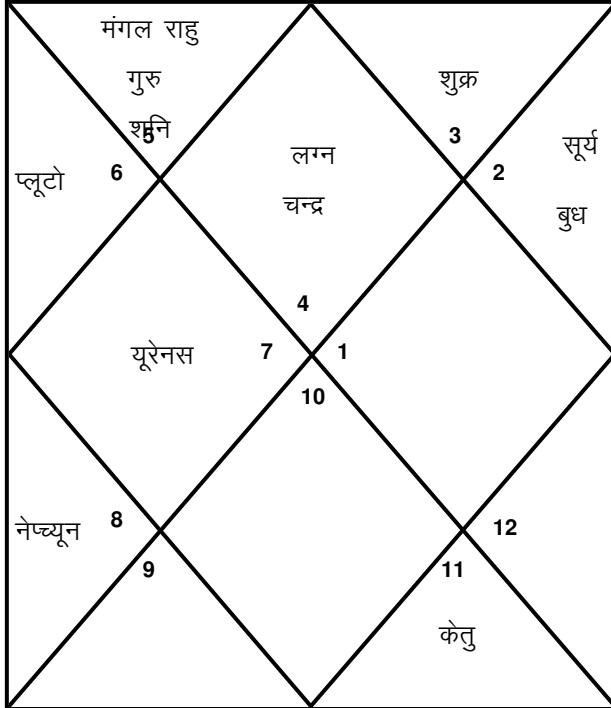 मंगल राहु
गुरु
शनि
5
शुक्र
3
सूर्य
बुध
2
लग्न
चन्द्र
4
प्लूटो
6
यूरेनस
7
1
10
नेप्च्यून
8
9
12
11
केतु